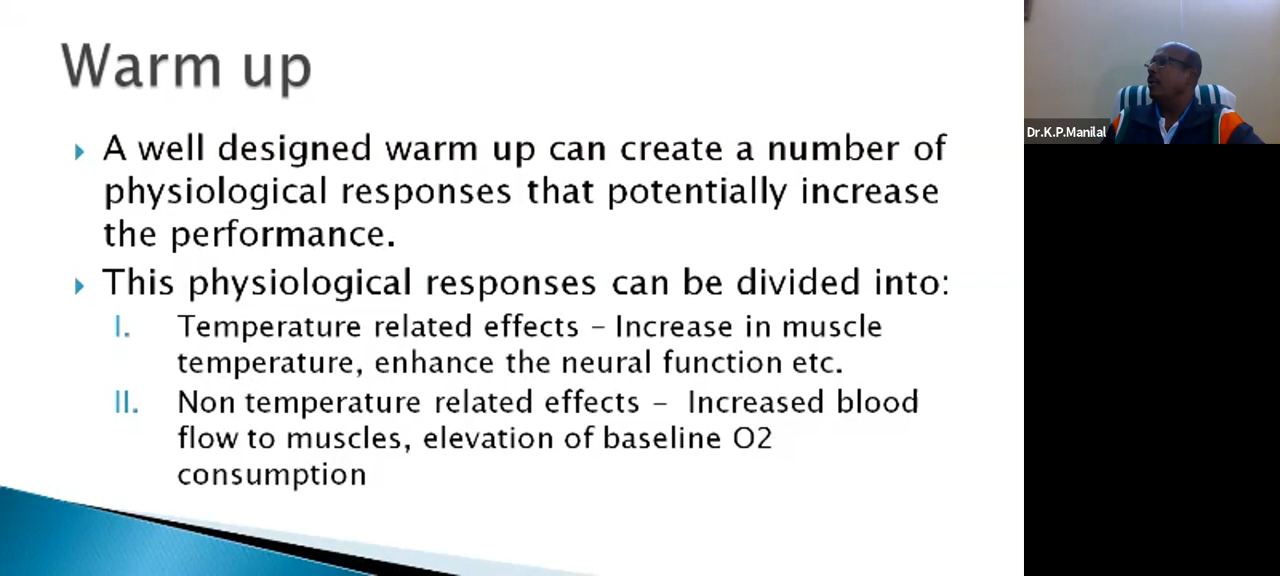 Warm up
A well designed warm up can create a number of
physiological responses that potentially increase
the performance.
This physiological responses can be divided into:
I. Temperature related effects – Increase in muscle
temperature, enhance the neural function etc.
II. Non temperature related effects – Increased blood
flow to muscles, elevation of baseline O2
consumption
Dr.K.P.Manilal